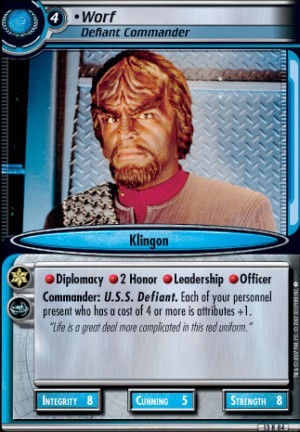 4
•Worf
Defiant Commander
Klingon
Diplomacy 2 Honor Leadership Officer
Commander: U.S.S. Defiant. Each of your personnel
present who has a cost of 4 or more is attributes +1.
"Life is a great deal more complicated in this red uniform."
INTEGRITY 8 CUNNING 5 STRENGTH 8